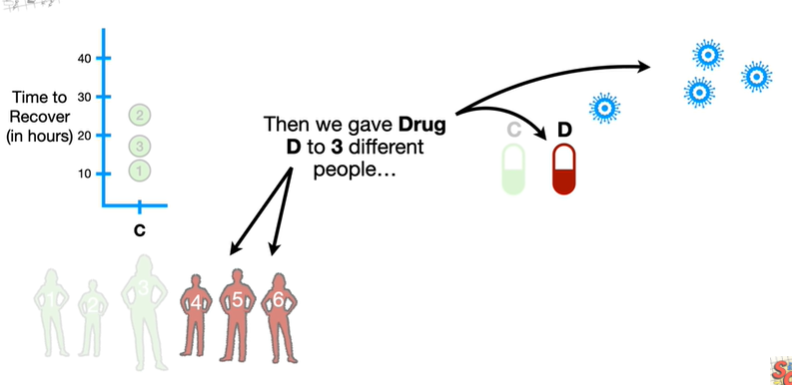 40
Time to 30
Recover
(in hours) 20
10
2
3
1
C
Then we gave Drug
D to 3 different
people...
C D
1 2 3 4 5 6